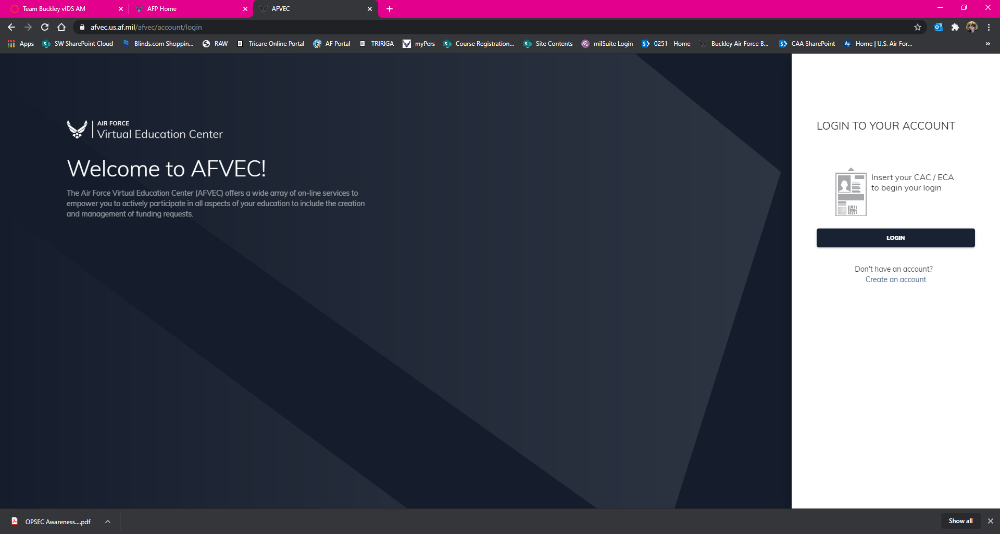 Team Buckley vIDS AM
AFP Home
AFVEC
afvec.us.af.mil/afvec/account/login
Apps
SW SharePoint Cloud
Blinds.com Shoppin...
RAW
Tricare Online Portal
AF Portal
TRIRIGA
myPers
Course Registration...
Site Contents
milSuite Login
0251 - Home
Buckley Air Force B...
CAA SharePoint
Home | U.S. Air For...
AIR FORCE
Virtual Education Center
Welcome to AFVEC!
The Air Force Virtual Education Center (AFVEC) offers a wide array of on-line services to
empower you to actively participate in all aspects of your education to include the creation
and management of funding requests.
LOGIN TO YOUR ACCOUNT
Insert your CAC / ECA
to begin your login
LOGIN
Don't have an account?
Create an account
OPSEC Awareness....pdf
Show all